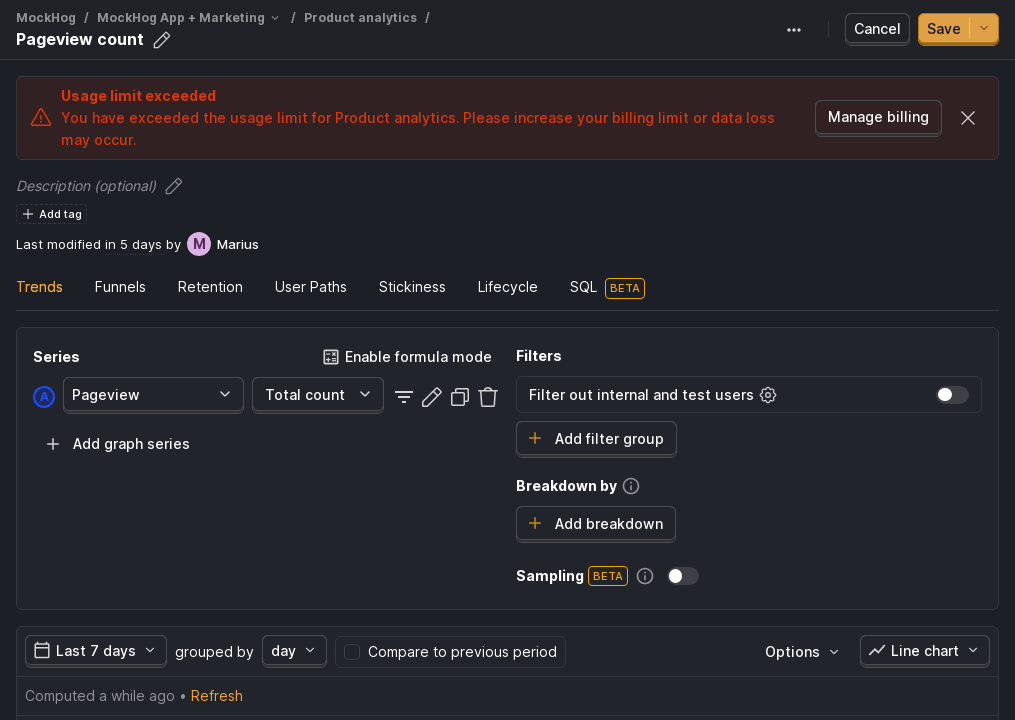 MockHog / MockHog App + Marketing / Product analytics /
Pageview count
Cancel
Save
Usage limit exceeded
You have exceeded the usage limit for Product analytics. Please increase your billing limit or data loss
may occur.
Manage billing
Description (optional)
Add tag
Last modified in 5 days by M Marius
Trends Funnels Retention User Paths Stickiness Lifecycle SQL BETA
Series
Enable formula mode
A Pageview Total count
Add graph series
Filters
Filter out internal and test users
Add filter group
Breakdown by
Add breakdown
Sampling BETA
Last 7 days grouped by day Compare to previous period Options Line chart
Computed a while ago • Refresh